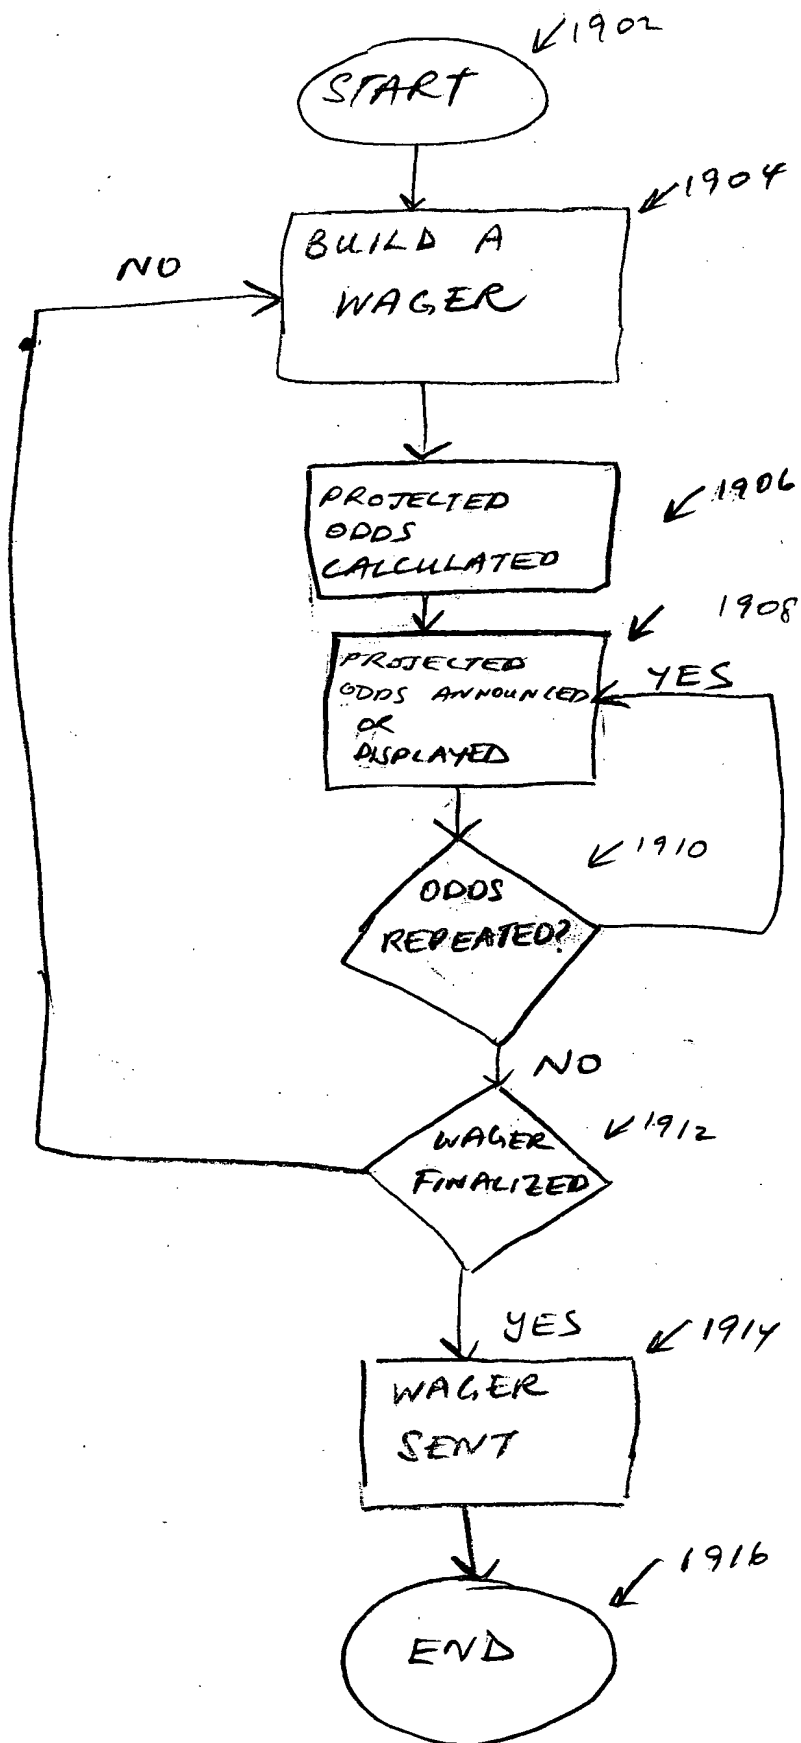 1902
START
1904
BUILD A
WAGER
NO
1906
PROJECTED
ODDS
CALCULATED
1908
PROJECTED
ODDS ANNOUNCED
OR
DISPLAYED
YES
1910
ODDS
REPEATED?
NO
1912
WAGER
FINALIZED
YES
1914
WAGER
SENT
1916
END